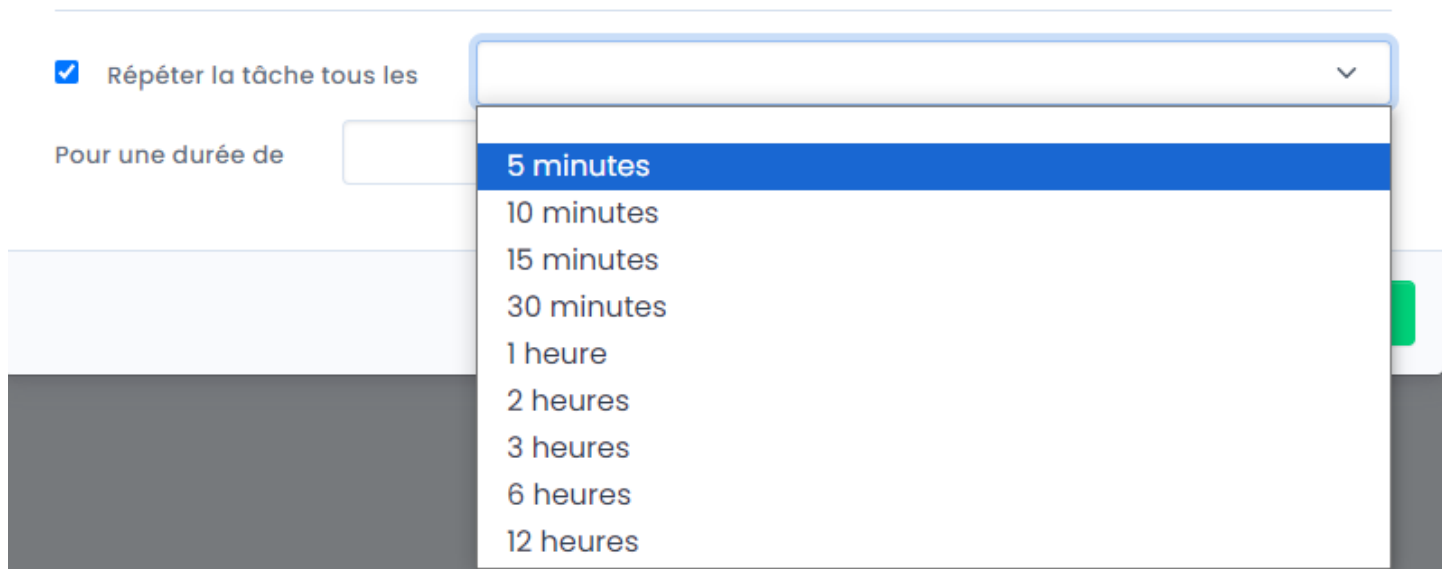 Répéter la tâche tous les
Pour une durée de
5 minutes
10 minutes
15 minutes
30 minutes
1 heure
2 heures
3 heures
6 heures
12 heures